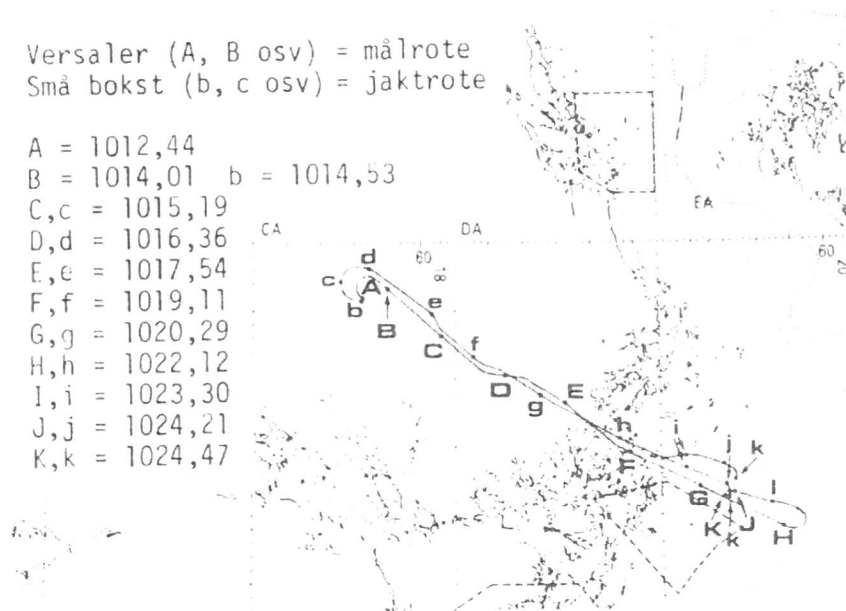 Versaler (A, B osv) = målrote
Små bokst (b, c osv) = jaktrote
A = 1012,44
B = 1014,01 b = 1014,53
C,c = 1015,19
D,d = 1016,36
E,e = 1017,54
F,f = 1019,11
G,g = 1020,29
H,h = 1022,12
I,i = 1023,30
J,j = 1024,21
K,k = 1024,47
EA
CA
DA
60
60
d
c
A
b
B
e
C
f
D
g
E
h
F
i
j
k
G
I
K
k
J
H